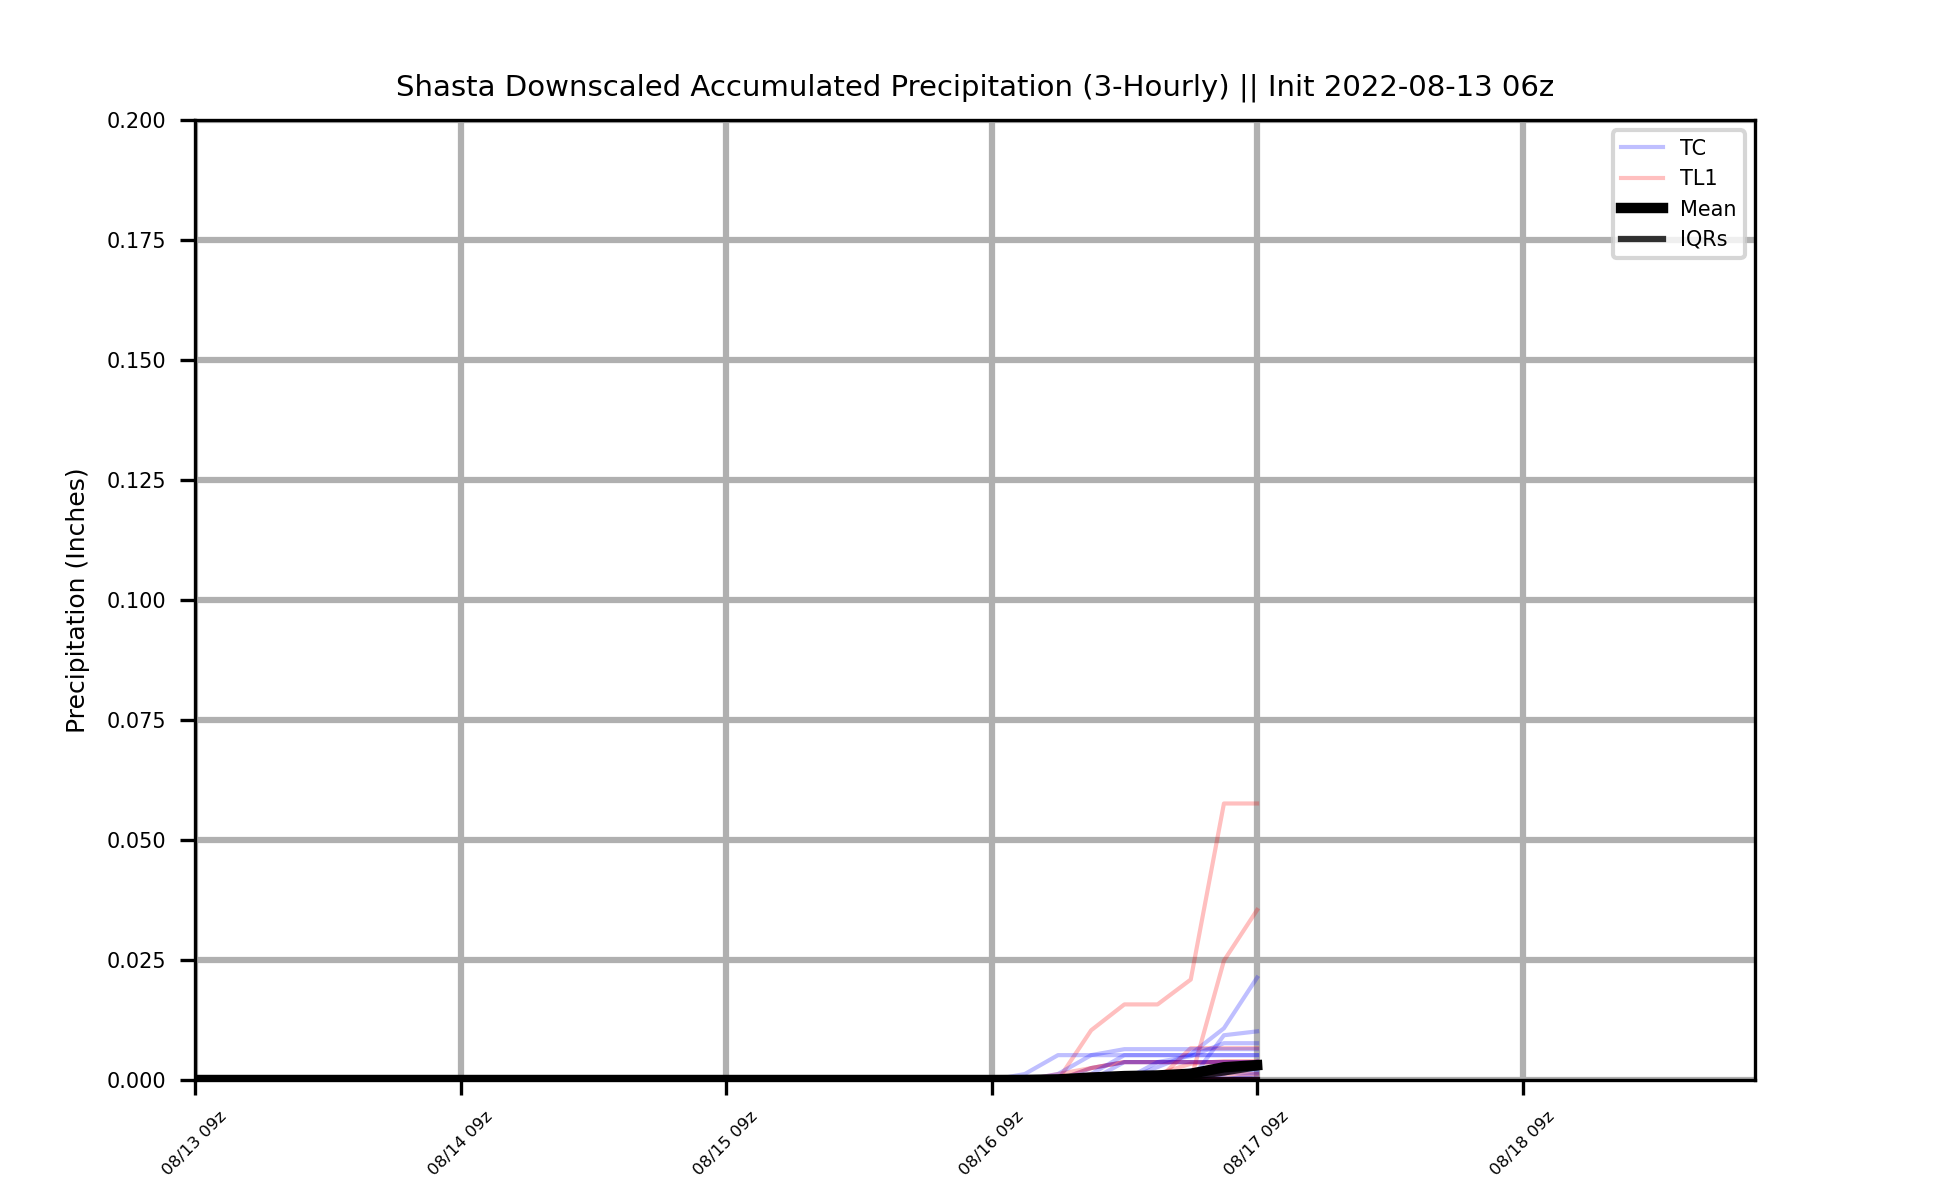 Shasta Downscaled Accumulated Precipitation (3-Hourly) || Init 2022-08-13 06z
0.200
0.175
0.150
0.125
0.100
0.075
0.050
0.025
0.000
Precipitation (Inches)
TC
TL1
Mean
IQRs
08/13 09z
08/14 09z
08/15 09z
08/16 09z
08/17 09z
08/18 09z